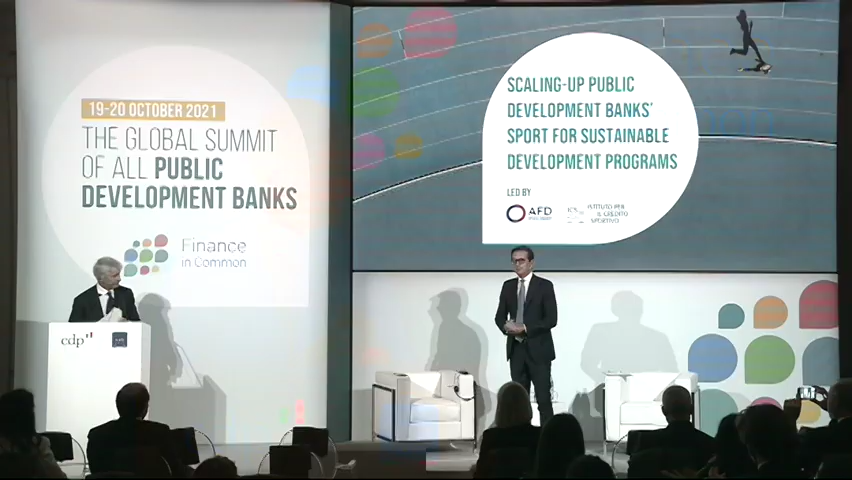 19-20 OCTOBER 2021
THE GLOBAL SUMMIT
OF ALL PUBLIC
DEVELOPMENT BANKS
Finance
in Common
cdp
SCALING-UP PUBLIC
DEVELOPMENT BANKS'
SPORT FOR SUSTAINABLE
DEVELOPMENT PROGRAMS
LED BY
AFD
ISTITUTO PER
IL CREDITO
SPORTIVO